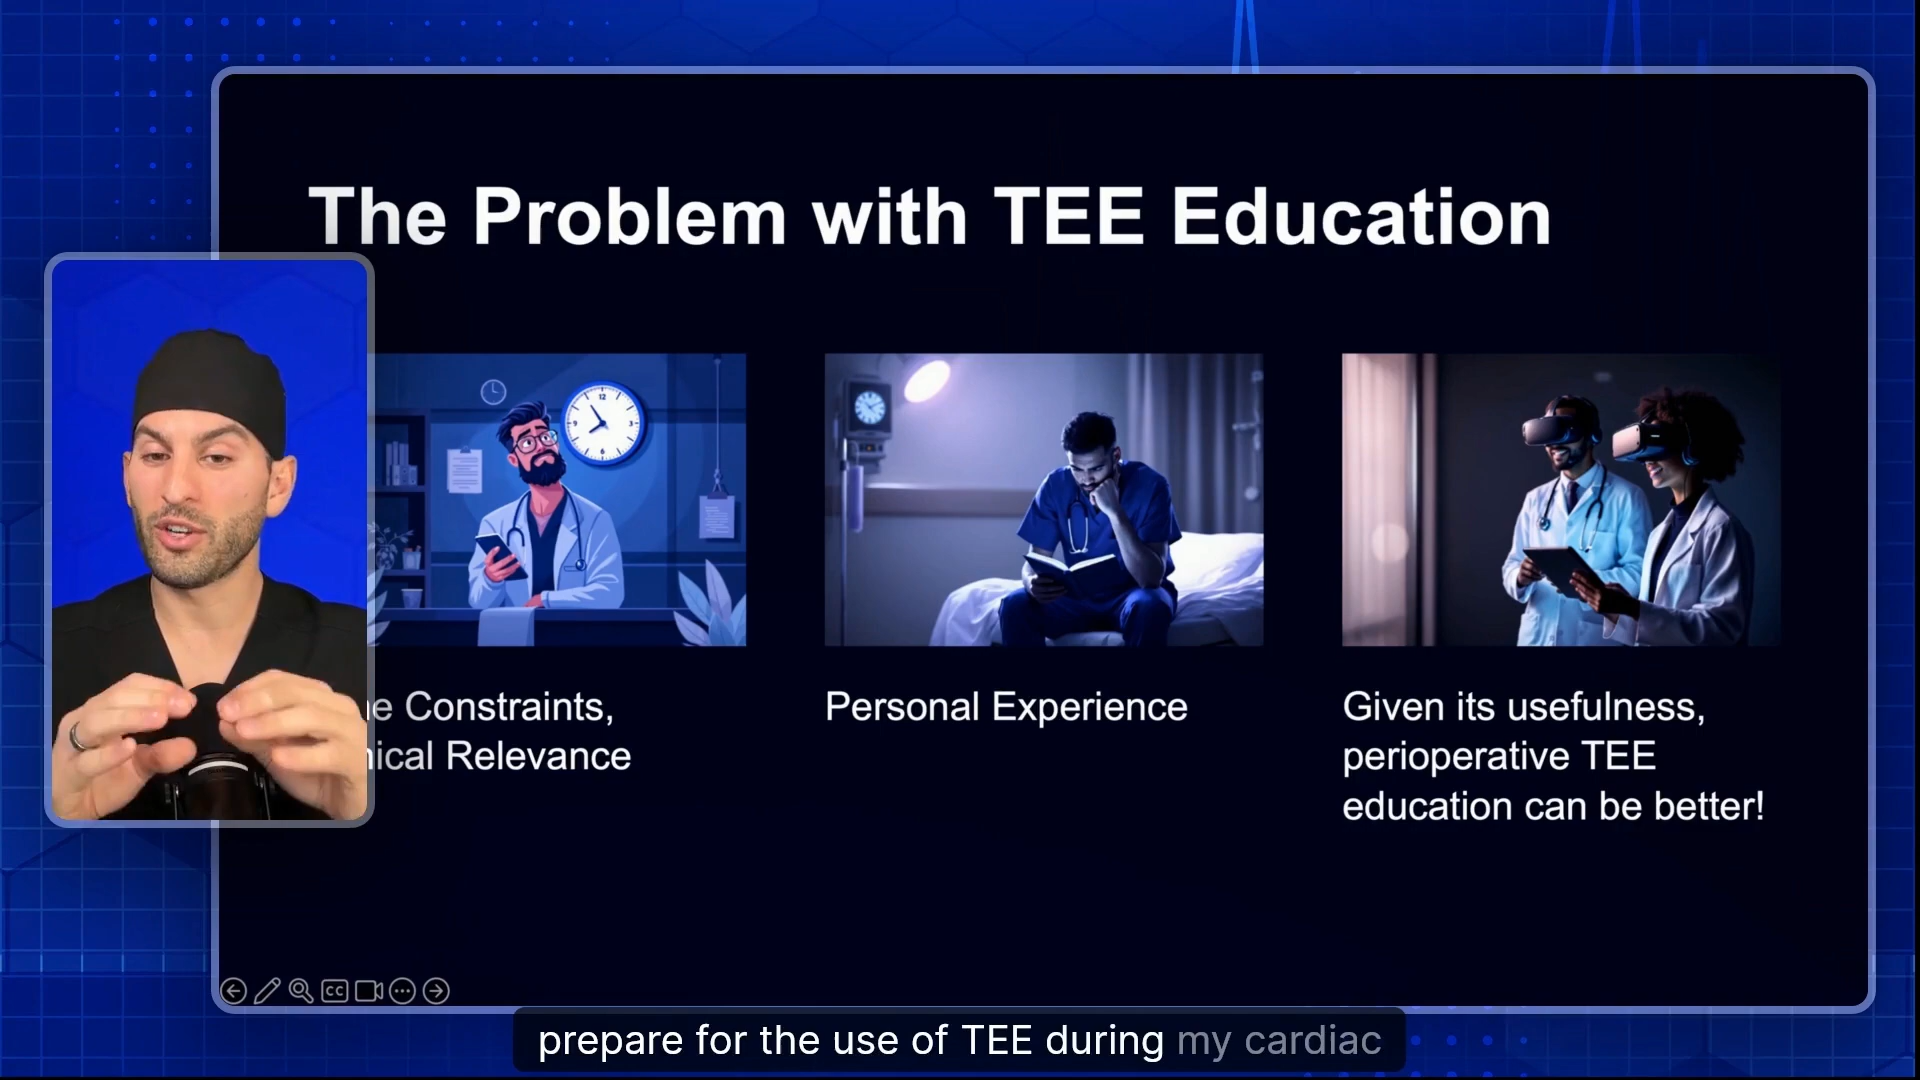 The Problem with TEE Education
Constraints,
Relevance
Personal Experience
Given its usefulness,
perioperative TEE
education can be better!
prepare for the use of TEE during my cardiac